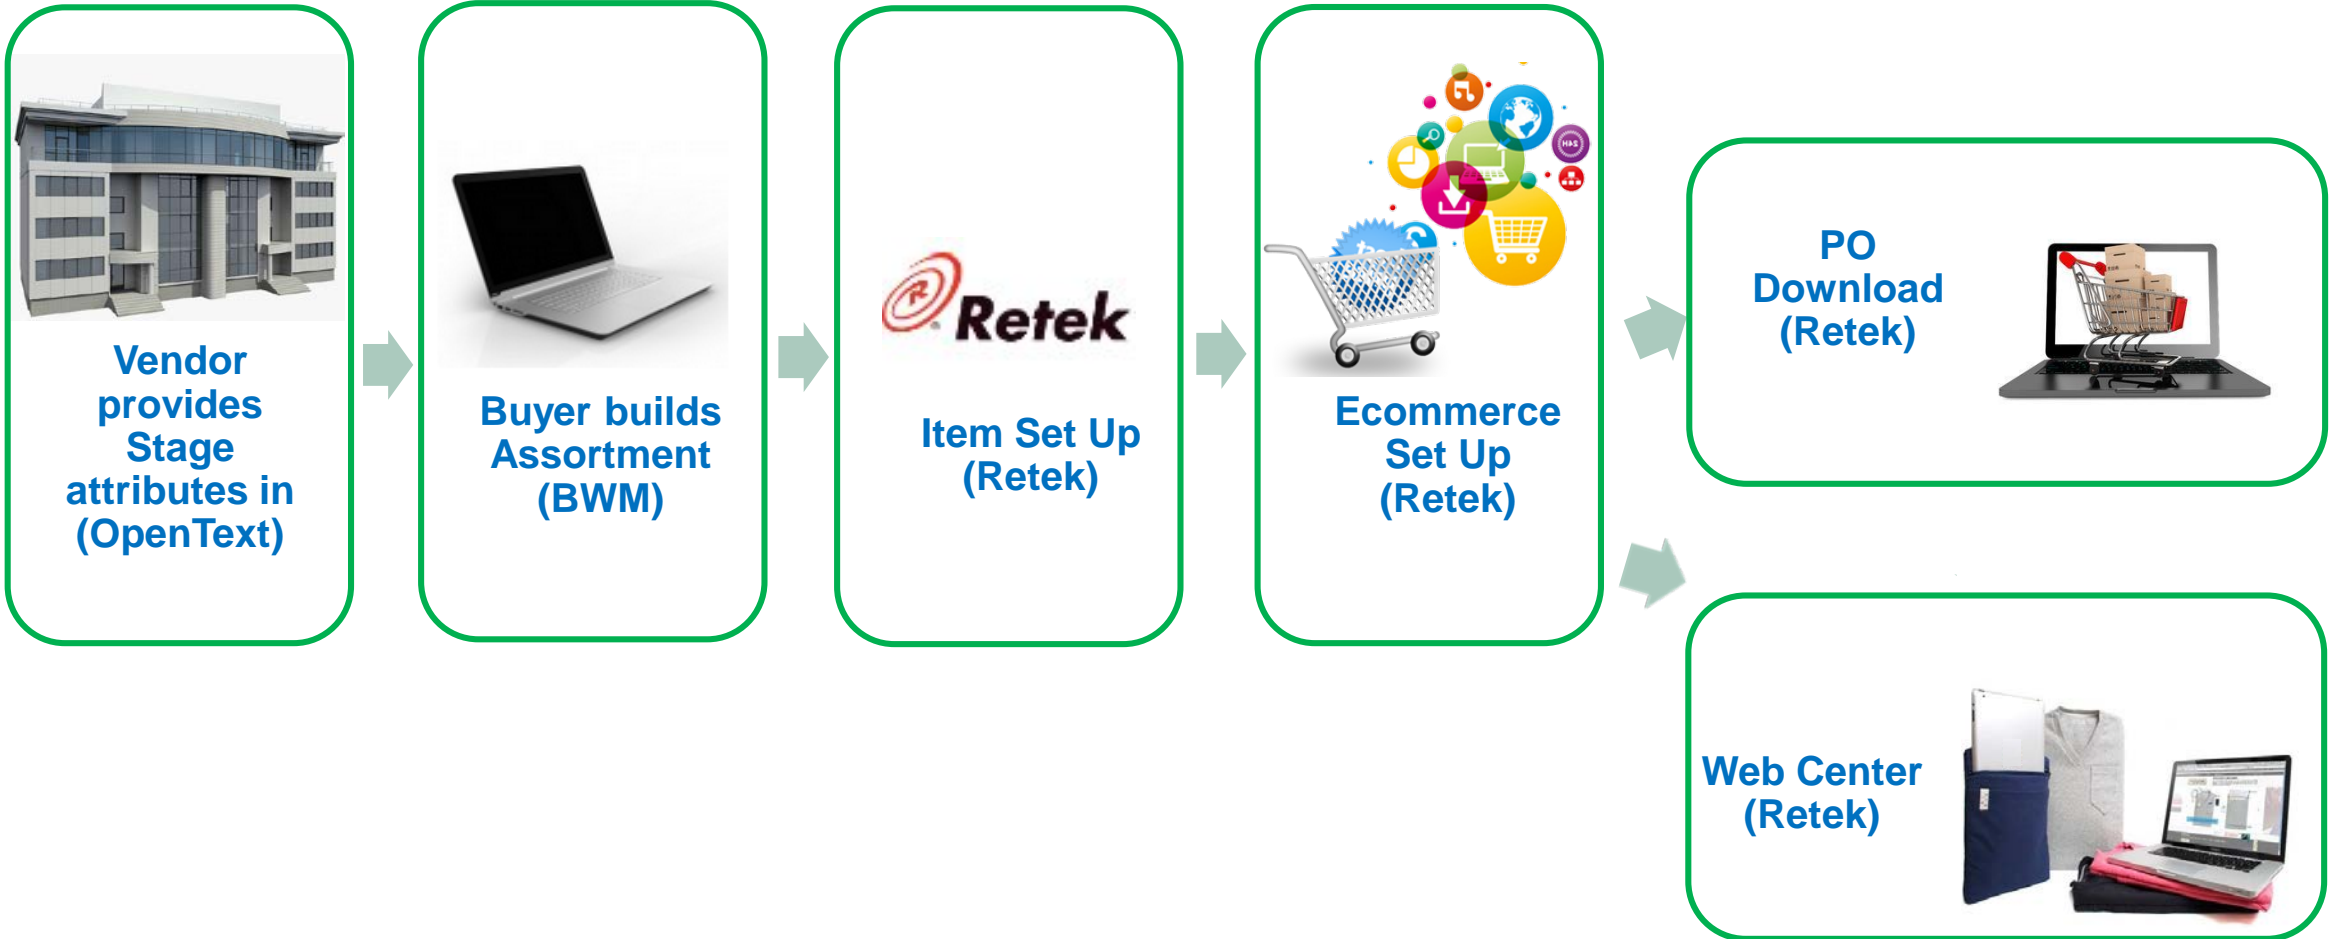 Vendor
provides
Stage
attributes in
(OpenText)
Buyer builds
Assortment
(BWM)
Retek
Item Set Up
(Retek)
Ecommerce
Set Up
(Retek)
PO
Download
(Retek)
Web Center
(Retek)